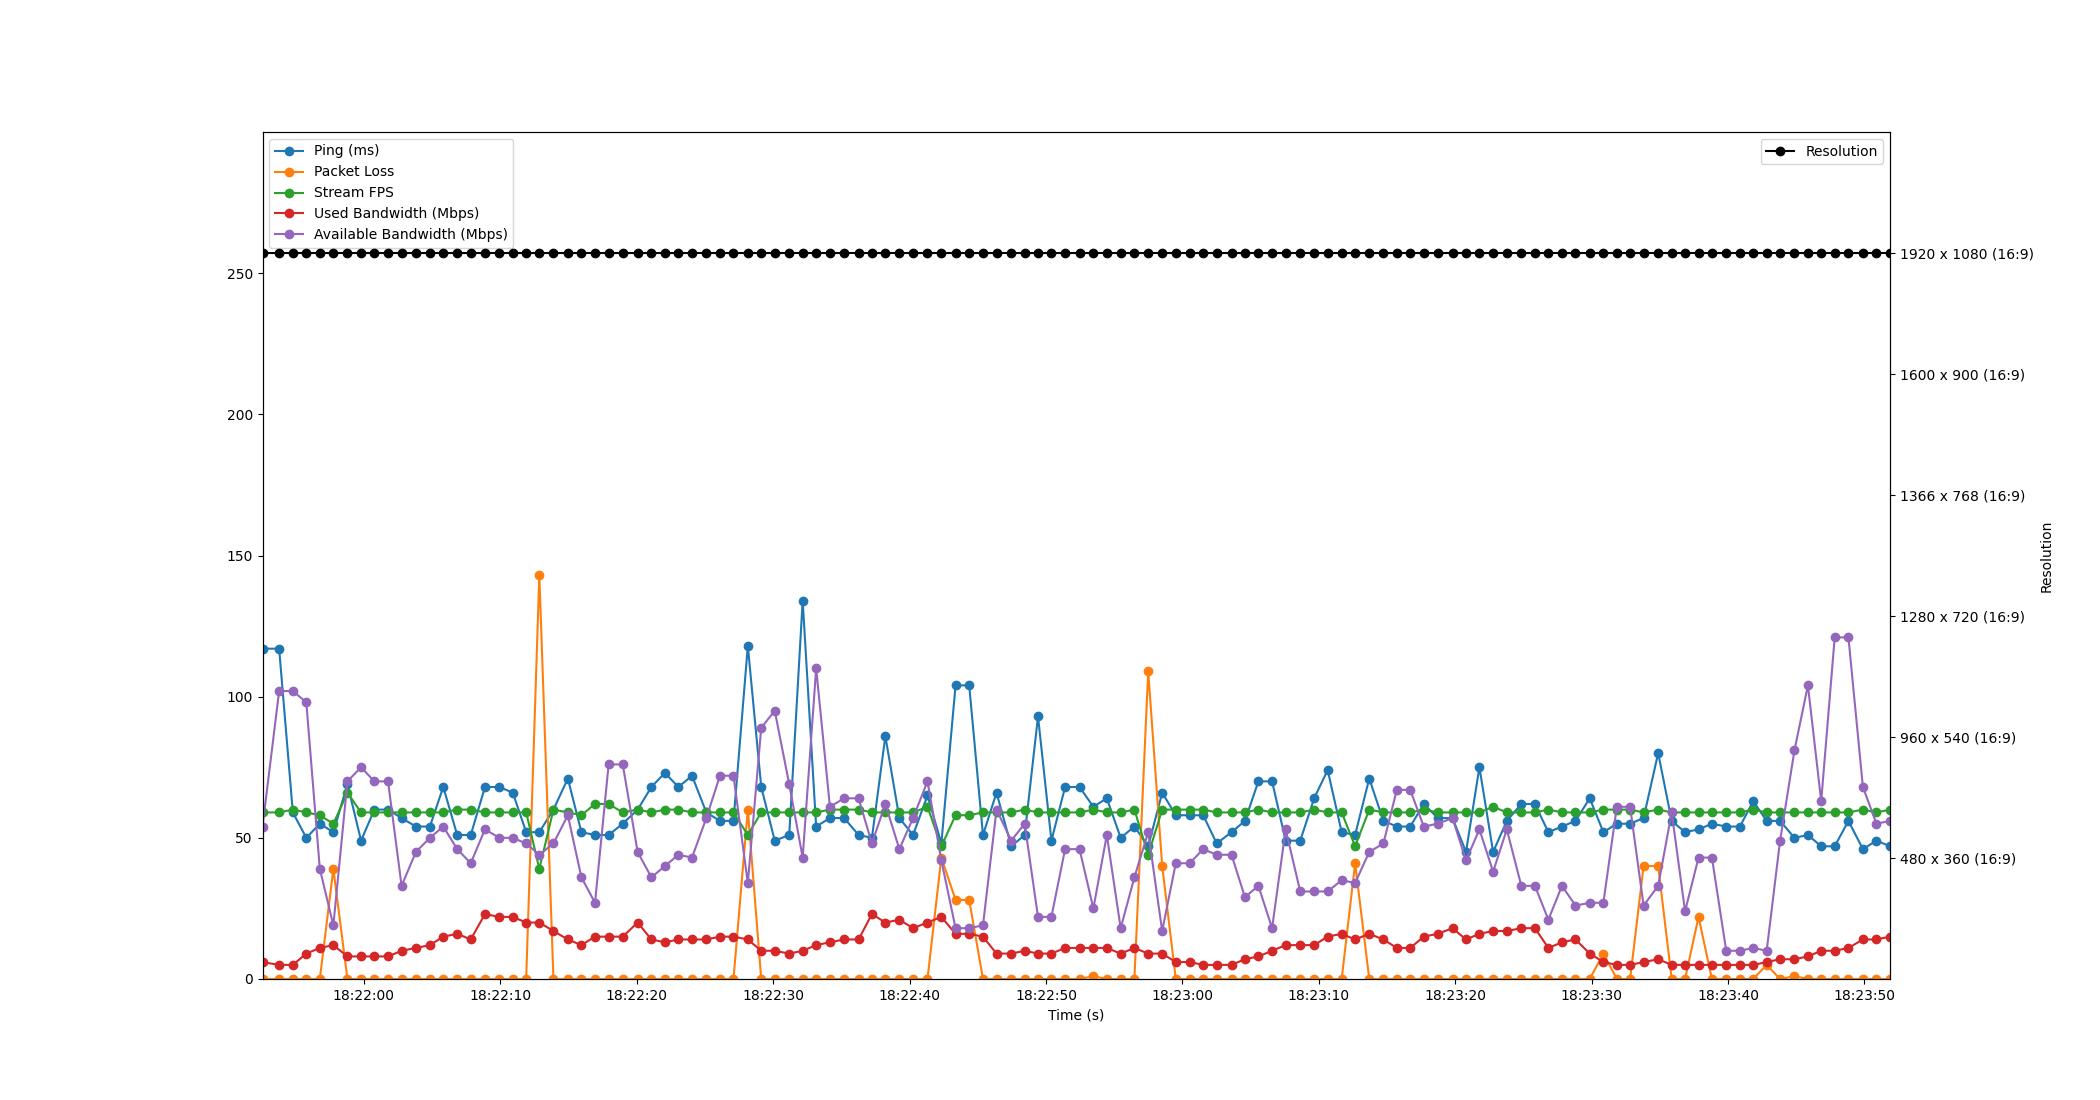 Ping (ms)
Packet Loss
Stream FPS
Used Bandwidth (Mbps)
Available Bandwidth (Mbps)
Resolution
250
200
150
100
50
0
1920 x 1080 (16:9)
1600 x 900 (16:9)
1366 x 768 (16:9)
1280 x 720 (16:9)
960 x 540 (16:9)
480 x 360 (16:9)
Resolution
18:22:00 18:22:10 18:22:20 18:22:30 18:22:40 18:22:50 18:23:00 18:23:10 18:23:20 18:23:30 18:23:40 18:23:50
Time (s)